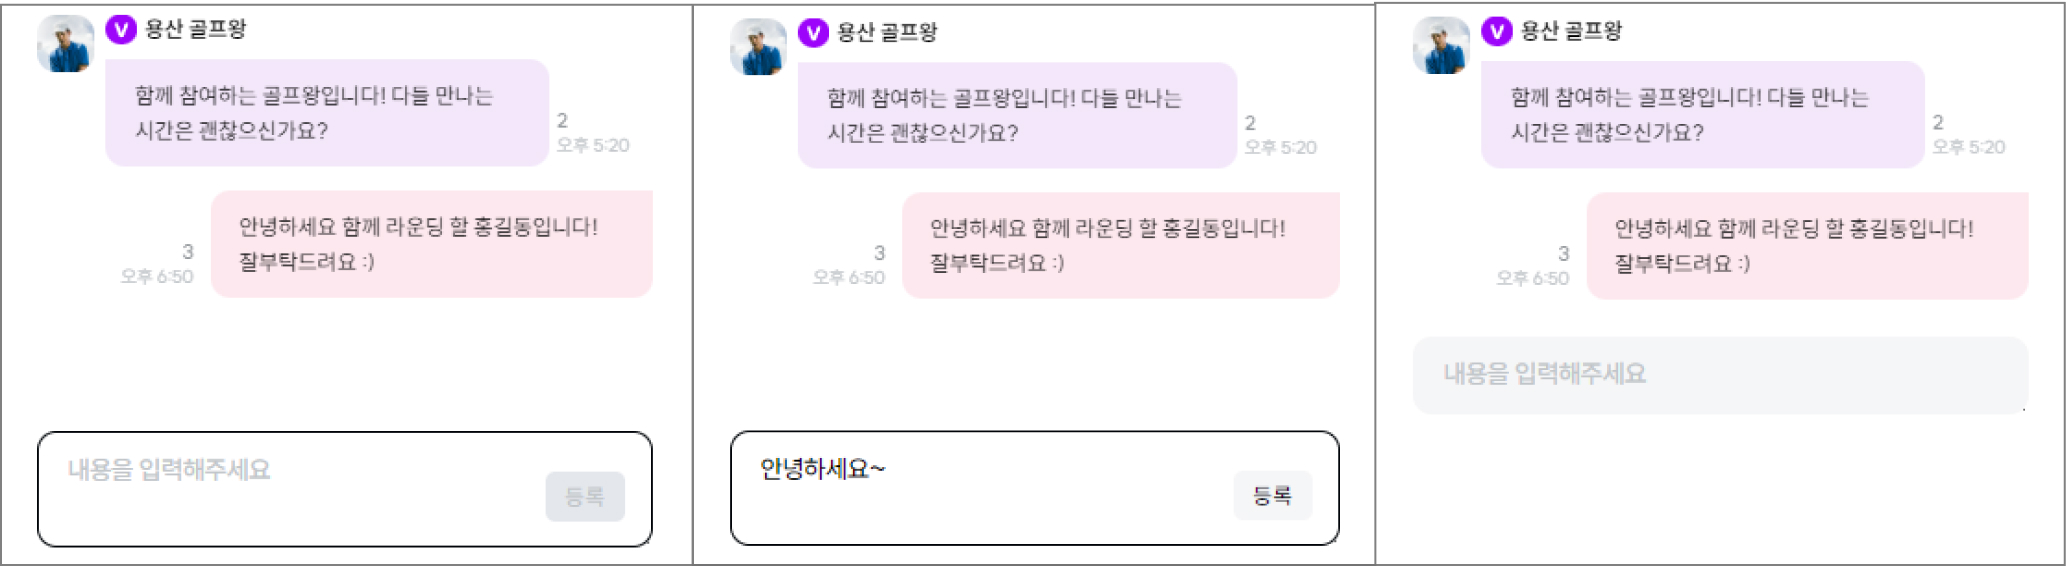 V 용산 골프왕
함께 참여하는 골프왕입니다! 다들 만나는
시간은 괜찮으신가요?
2
오후 5:20
안녕하세요 함께 라운딩 할 홍길동입니다!
잘부탁드려요 :)
3
오후 6:50
내용을 입력해주세요
등록
V 용산 골프왕
함께 참여하는 골프왕입니다! 다들 만나는
시간은 괜찮으신가요?
2
오후 5:20
안녕하세요 함께 라운딩 할 홍길동입니다!
잘부탁드려요 :)
3
오후 6:50
안녕하세요~
등록
V 용산 골프왕
함께 참여하는 골프왕입니다! 다들 만나는
시간은 괜찮으신가요?
2
오후 5:20
안녕하세요 함께 라운딩 할 홍길동입니다!
잘부탁드려요 :)
3
오후 6:50
내용을 입력해주세요